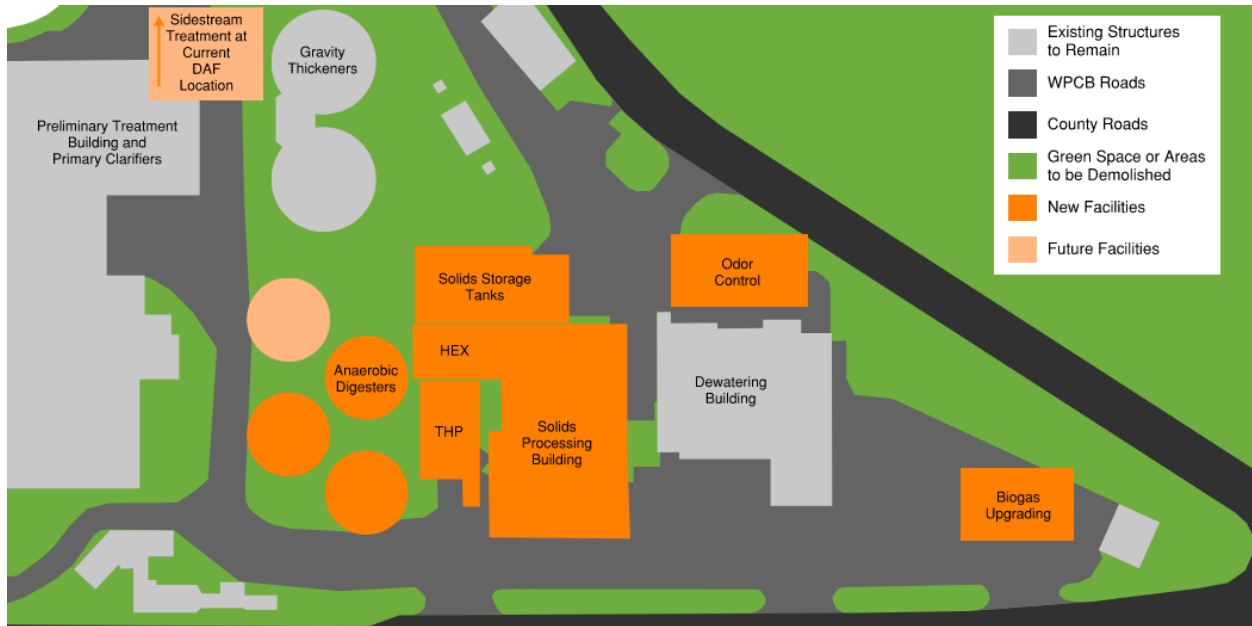 Sidestream
Treatment at
Current
DAF
Location
Gravity
Thickeners
Preliminary Treatment
Building and
Primary Clarifiers
Existing Structures
to Remain
WPCB Roads
County Roads
Green Space or Areas
to be Demolished
New Facilities
Future Facilities
Solids Storage
Tanks
Odor
Control
HEX
Anaerobic
Digesters
Dewatering
Building
THP
Solids
Processing
Building
Biogas
Upgrading